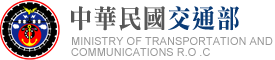 中華民國交通部
MINISTRY OF TRANSPORTATION AND
COMMUNICATIONS R.O.C